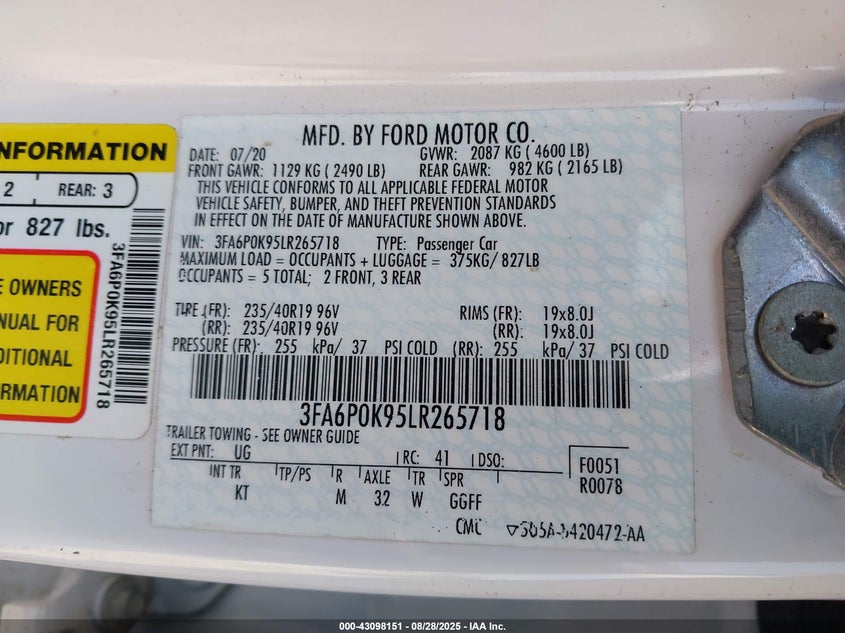 NFORMATION
2 REAR: 3
or 827 lbs.
E OWNERS
NUAL FOR
DITIONAL
ORMATION
3FA6P0K95LR265718
MFD. BY FORD MOTOR CO.
DATE: 07/20 GVWR: 2087 KG ( 4600 LB)
FRONT GAWR: 1129 KG ( 2490 LB) REAR GAWR: 982 KG ( 2165 LB)
THIS VEHICLE CONFORMS TO ALL APPLICABLE FEDERAL MOTOR
VEHICLE SAFETY, BUMPER, AND THEFT PREVENTION STANDARDS
IN EFFECT ON THE DATE OF MANUFACTURE SHOWN ABOVE.
VIN: 3FA6P0K95LR265718 TYPE: Passenger Car
MAXIMUM LOAD = OCCUPANTS + LUGGAGE = 375KG/ 827LB
OCCUPANTS = 5 TOTAL; 2 FRONT, 3 REAR
TIRE (FR): 235/40R19 96V RIMS (FR): 19x8.0J
(RR): 235/40R19 96V (RR): 19x8.0J
PRESSURE (FR): 255 kPa/ 37 PSI COLD (RR): 255 kPa/ 37 PSI COLD
3FA6P0K95LR265718
TRAILER TOWING - SEE OWNER GUIDE
EXT PNT: UG RC: 41 DSO: F0051
INT TR TP/PS R AXLE TR SPR R0078
KT M 3.2 W GGFF
CMC
000-43098151 - 08/28/2025 - IAA Inc.